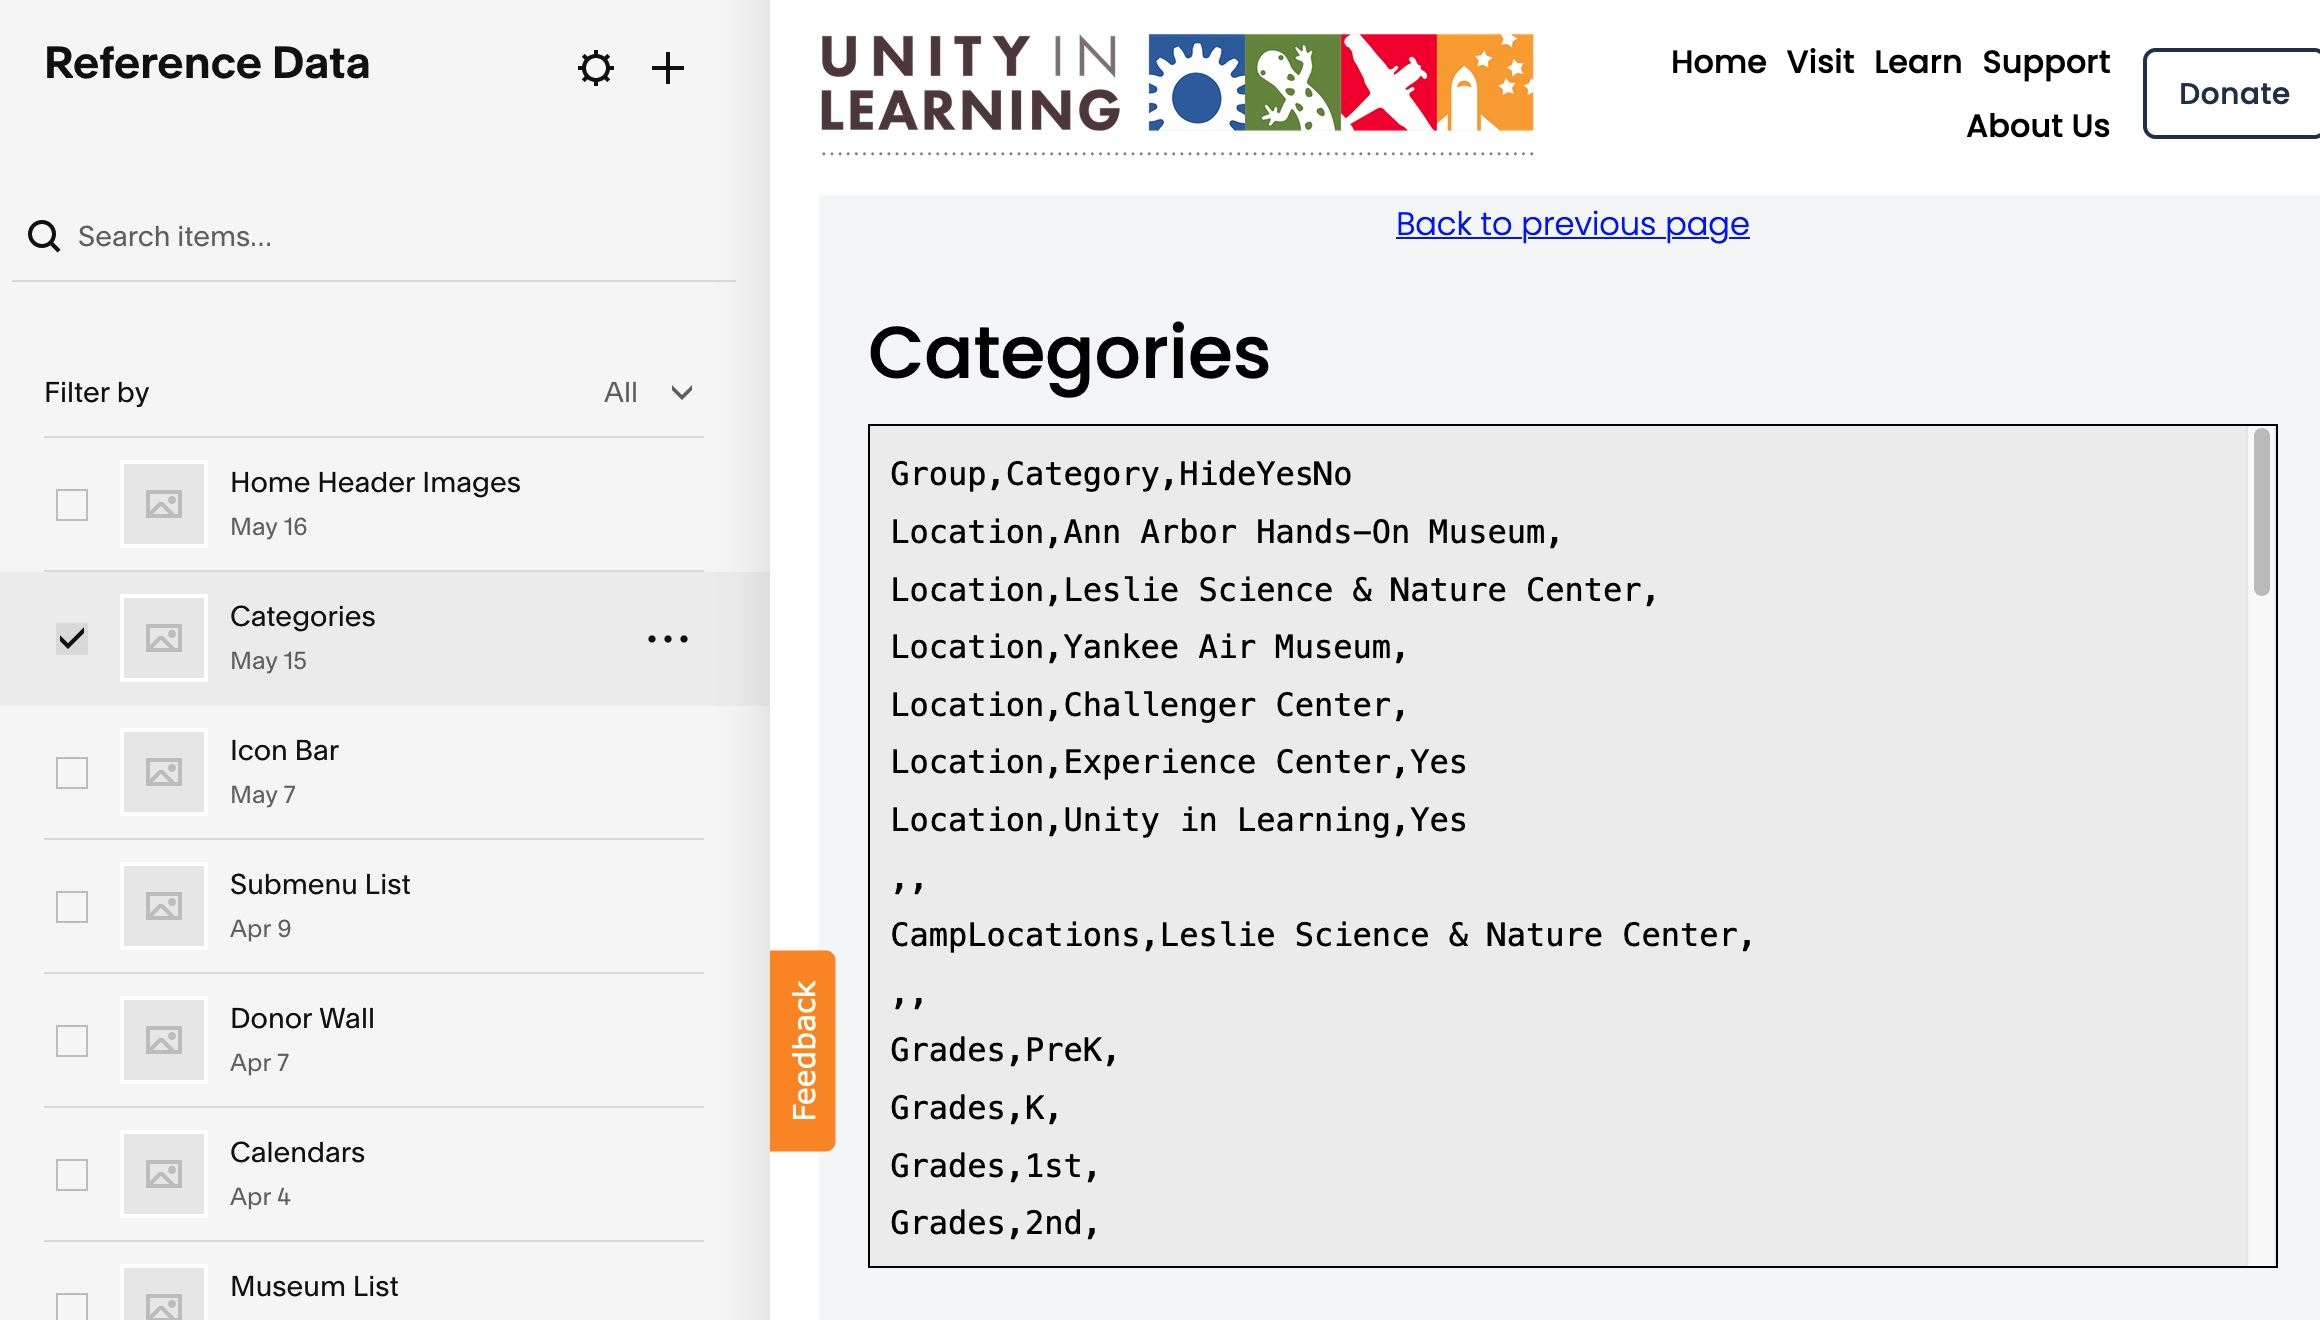 Reference Data
Search items...
Filter by All
Home Header Images
May 16
Categories
May 15
Icon Bar
May 7
Submenu List
Apr 9
Donor Wall
Apr 7
Calendars
Apr 4
Museum List
UNITY IN
LEARNING
Home Visit Learn Support
About Us
Donate
Back to previous page
Categories
Group,Category,HideYesNo
Location,Ann Arbor Hands-On Museum,
Location,Leslie Science & Nature Center,
Location,Yankee Air Museum,
Location,Challenger Center,
Location,Experience Center,Yes
Location,Unity in Learning,Yes
,,
CampLocations,Leslie Science & Nature Center,
,,
Grades,PreK,
Grades,K,
Grades,1st,
Grades,2nd,
Feedback